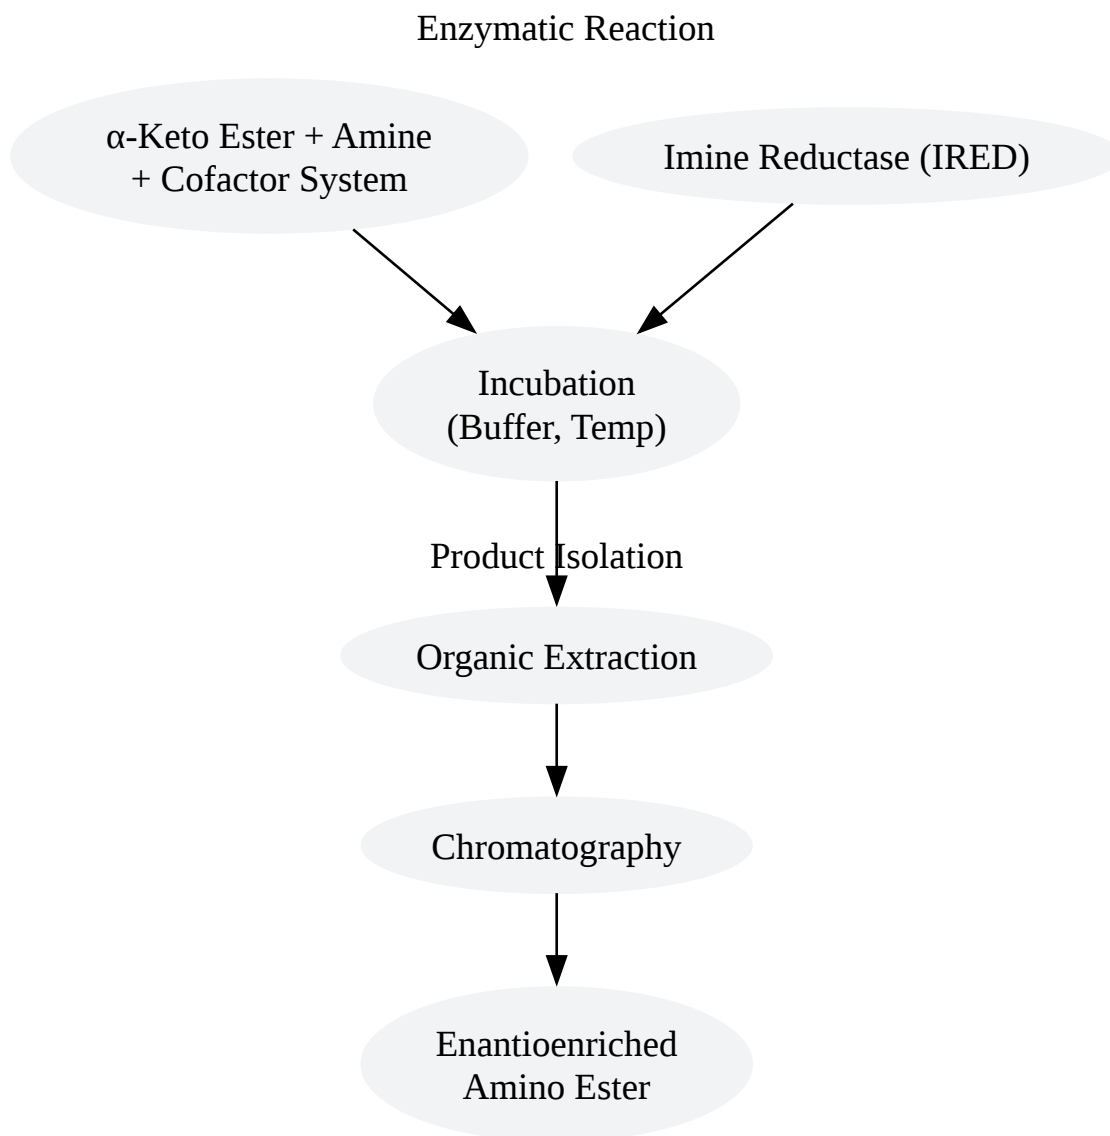 Enzymatic Reaction
α-Keto Ester + Amine
+ Cofactor System
Imine Reductase (IRED)
Incubation
(Buffer, Temp)
Product Isolation
Organic Extraction
Chromatography
Enantioenriched
Amino Ester